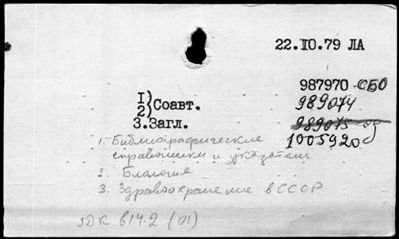 22.10.79 ЛА
987970 СБО
1)
2) Соавт.
989074
3.Загл.
989075
1005920
1. Библиографические
справочники и указатели
2. Биология
3. Здравоохранение в СССР
УДК 614.2 (01)